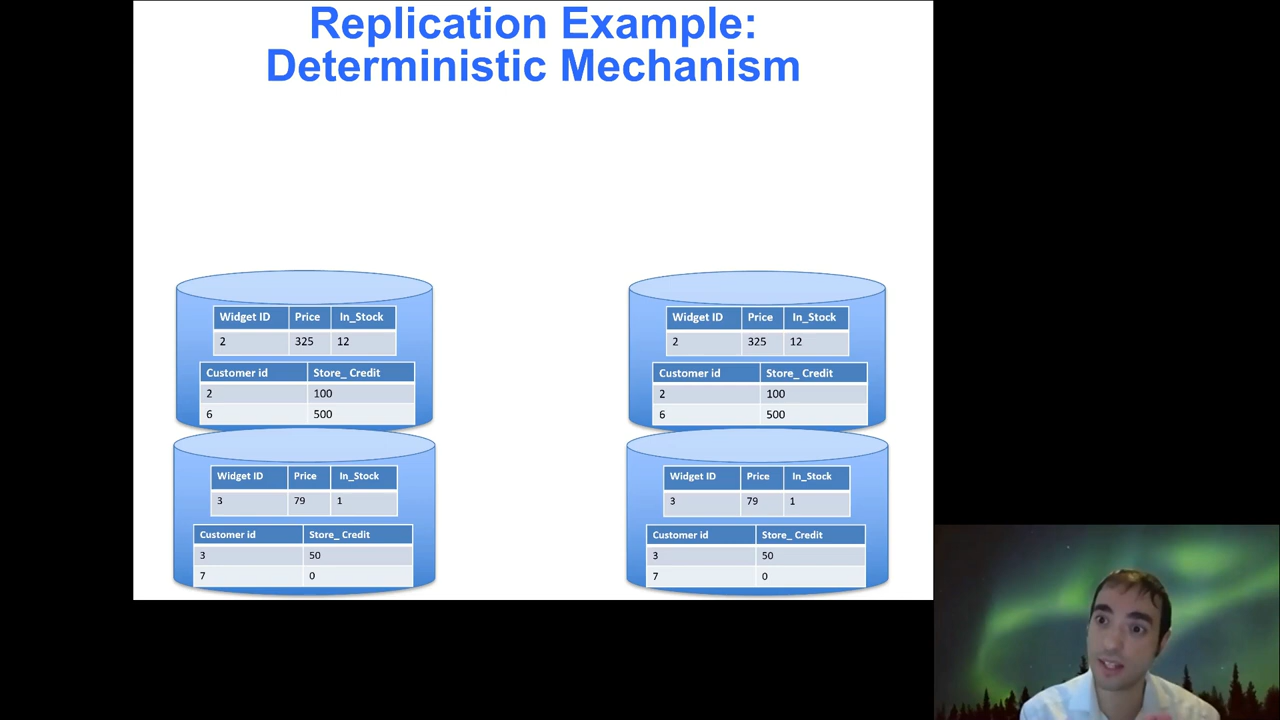 Replication Example:
Deterministic Mechanism
Widget ID Price In_Stock
2 325 12
Customer id Store_ Credit
2 100
6 500
Widget ID Price In_Stock
3 79 1
Customer id Store_ Credit
3 50
7 0
Widget ID Price In_Stock
2 325 12
Customer id Store_ Credit
2 100
6 500
Widget ID Price In_Stock
3 79 1
Customer id Store_ Credit
3 50
7 0